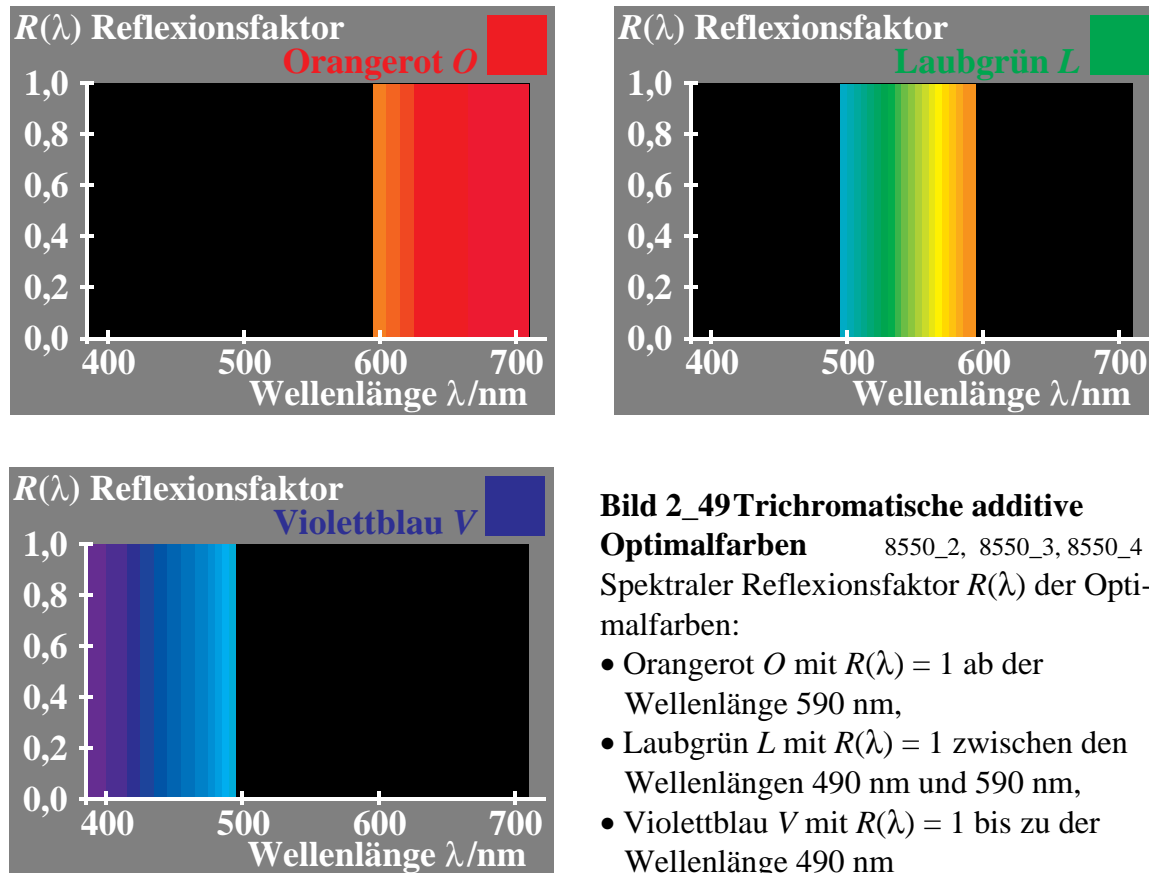 R(λ) Reflexionsfaktor
Orangerot O
1,0
0,8
0,6
0,4
0,2
0,0
400 500 600 700
Wellenlänge λ/nm
R(λ) Reflexionsfaktor
Laubgrün L
1,0
0,8
0,6
0,4
0,2
0,0
400 500 600 700
Wellenlänge λ/nm
R(λ) Reflexionsfaktor
Violettblau V
1,0
0,8
0,6
0,4
0,2
0,0
400 500 600 700
Wellenlänge λ/nm
Bild 2_49 Trichromatische additive
Optimalfarben 8550_2, 8550_3, 8550_4
Spektraler Reflexionsfaktor R(λ) der Opti-
malfarben:
• Orangerot O mit R(λ) = 1 ab der
Wellenlänge 590 nm,
• Laubgrün L mit R(λ) = 1 zwischen den
Wellenlängen 490 nm und 590 nm,
• Violettblau V mit R(λ) = 1 bis zu der
Wellenlänge 490 nm